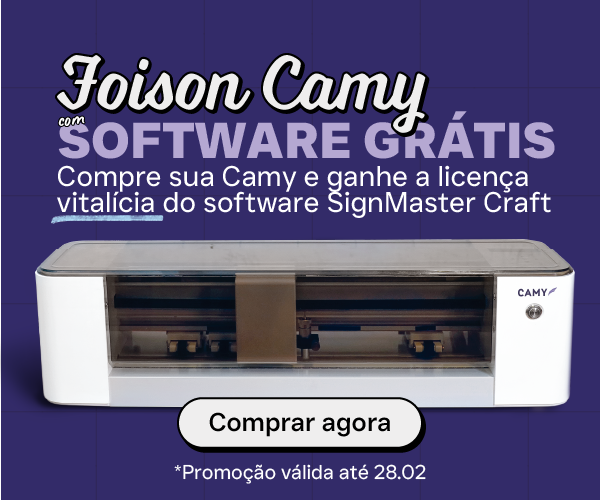 Foison Camy
com
SOFTWARE GRÁTIS
Compre sua Camy e ganhe a licença
vitalícia do software SignMaster Craft
CAMY
Comprar agora
*Promoção válida até 28.02